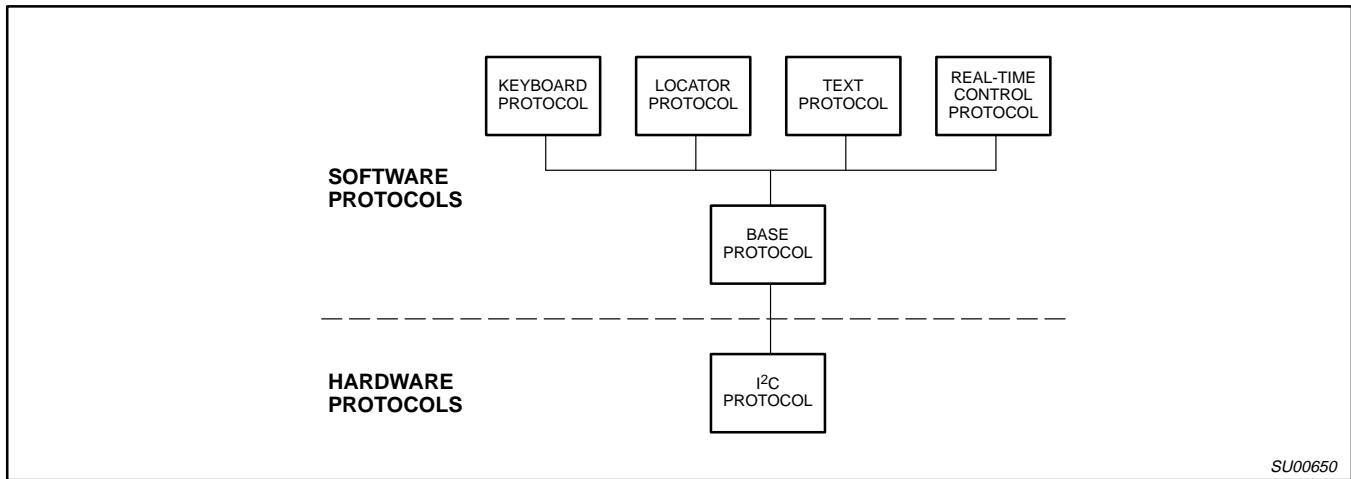 KEYBOARD
PROTOCOL
LOCATOR
PROTOCOL
TEXT
PROTOCOL
REAL-TIME
CONTROL
PROTOCOL
SOFTWARE
PROTOCOLS
BASE
PROTOCOL
HARDWARE
PROTOCOLS
I²C
PROTOCOL
SU00650